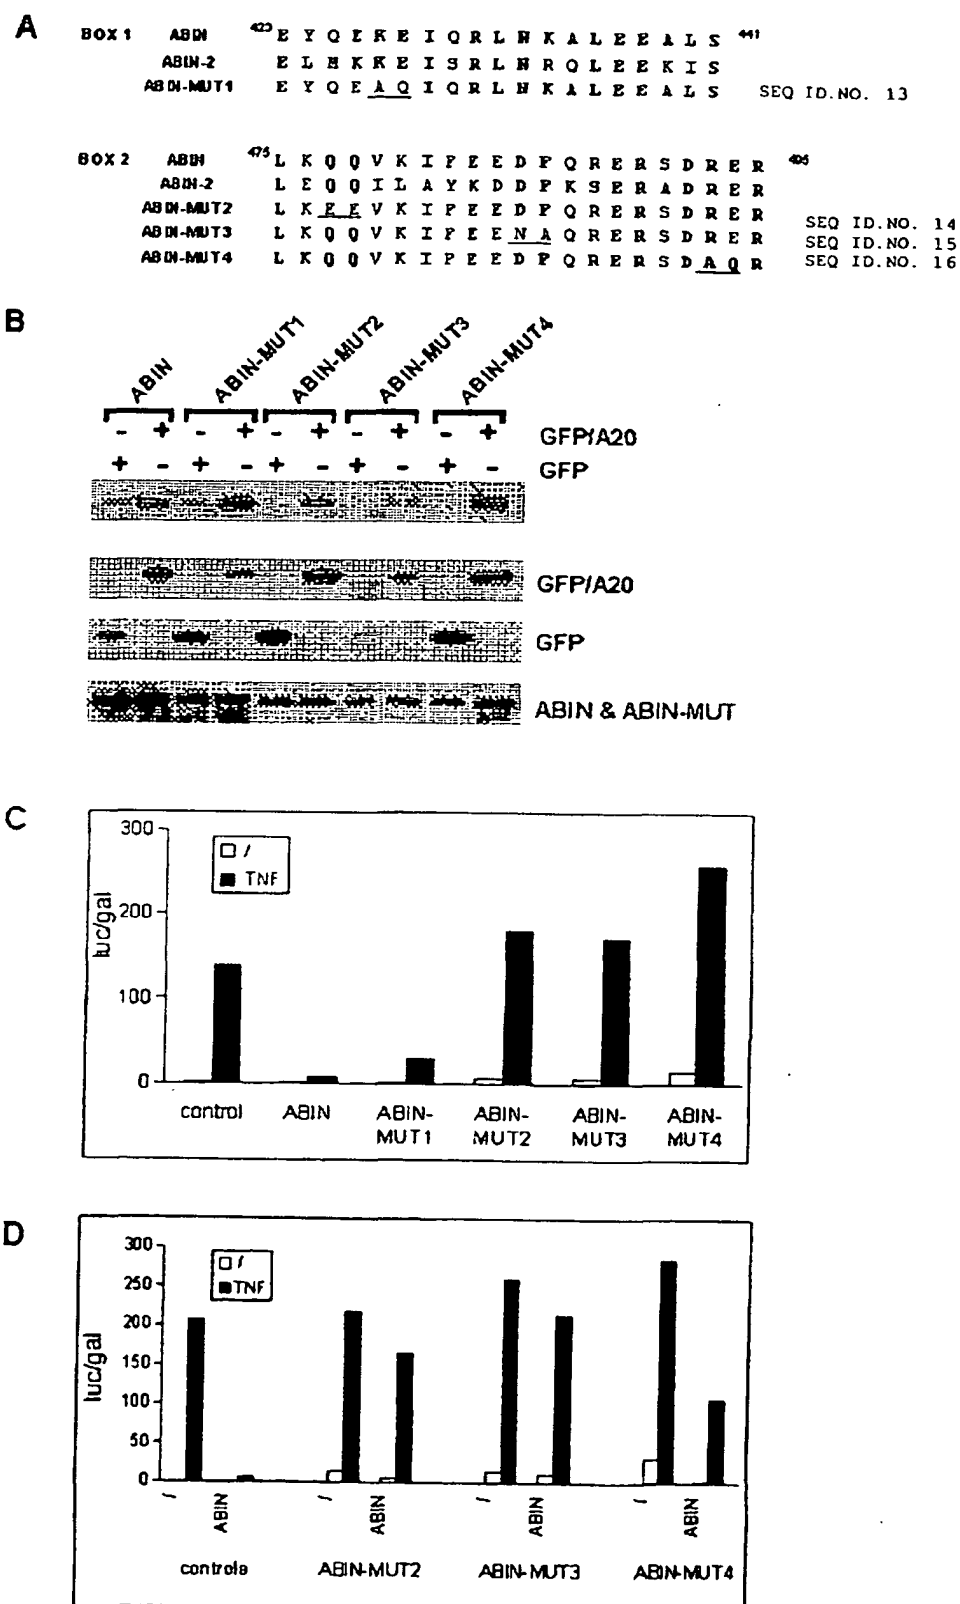 A
BOX 1 ABIN 423 E Y Q E K E I Q R L N K A L E E A L S 441
ABIN-2 E L N K K E I S R L N R Q L E E K I S
ABIN-MUT1 E Y Q E A Q I Q R L N K A L E E A L S SEQ ID.NO. 13
BOX 2 ABIN 475 L K Q Q V K I F E E D F Q R E R S D R E R 495
ABIN-2 L E Q Q I L A Y K D D F K S E R A D R E R
ABIN-MUT2 L K E E V K I F E E D F Q R E R S D R E R SEQ ID.NO. 14
ABIN-MUT3 L K Q Q V K I F E E N A Q R E R S D R E R SEQ ID.NO. 15
ABIN-MUT4 L K Q Q V K I F E E D F Q R E R S D A Q R SEQ ID.NO. 16
B
ABIN ABIN-MUT1 ABIN-MUT2 ABIN-MUT3 ABIN-MUT4
- + - + - + - + - + GFP/A20
+ - + - + - + - + - GFP
GFP/A20
GFP
ABIN & ABIN-MUT
C
300
200
100
0
luc/gal
/
TNF
control ABIN ABIN-MUT1 ABIN-MUT2 ABIN-MUT3 ABIN-MUT4
D
300
250
200
150
100
50
0
luc/gal
/
TNF
/ ABIN / ABIN / ABIN / ABIN
controls ABIN-MUT2 ABIN-MUT3 ABIN-MUT4